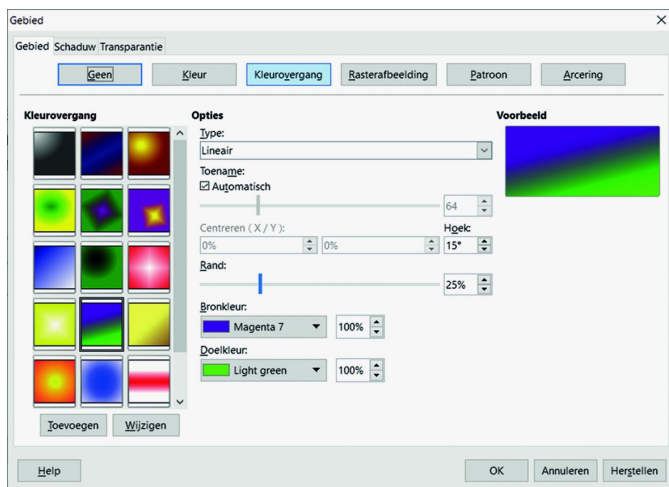 Gebied
Gebied Schaduw Transparantie
Geen Kleur Kleurovergang Rasterafbeelding Patroon Arcering
Kleurovergang
Opties
Type:
Lineair
Toename:
Automatisch
64
Centreren ( X / Y ):
Hoek:
0% 0% 15°
Rand:
25%
Bronkleur:
Magenta 7 100%
Doelkleur:
Light green 100%
Voorbeeld
Toevoegen Wijzigen
Help OK Annuleren Herstellen